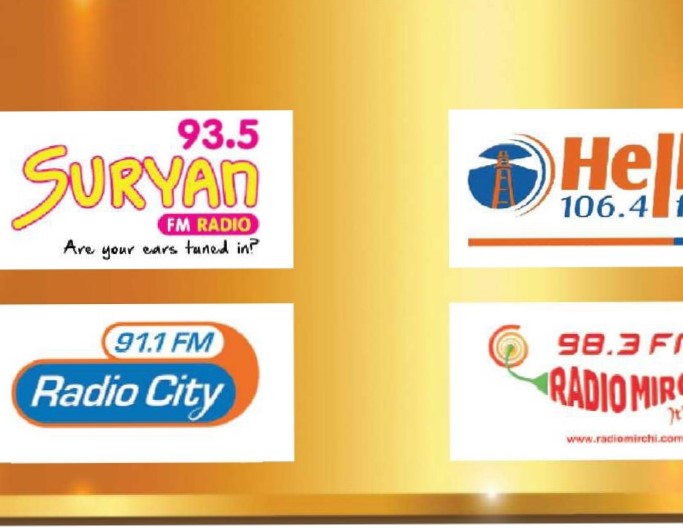 93.5
SURYAN
FM RADIO
Are your ears tuned in?
106.4
91.1 FM
Radio City
98.3
RADIO
www.radiomirchi.com